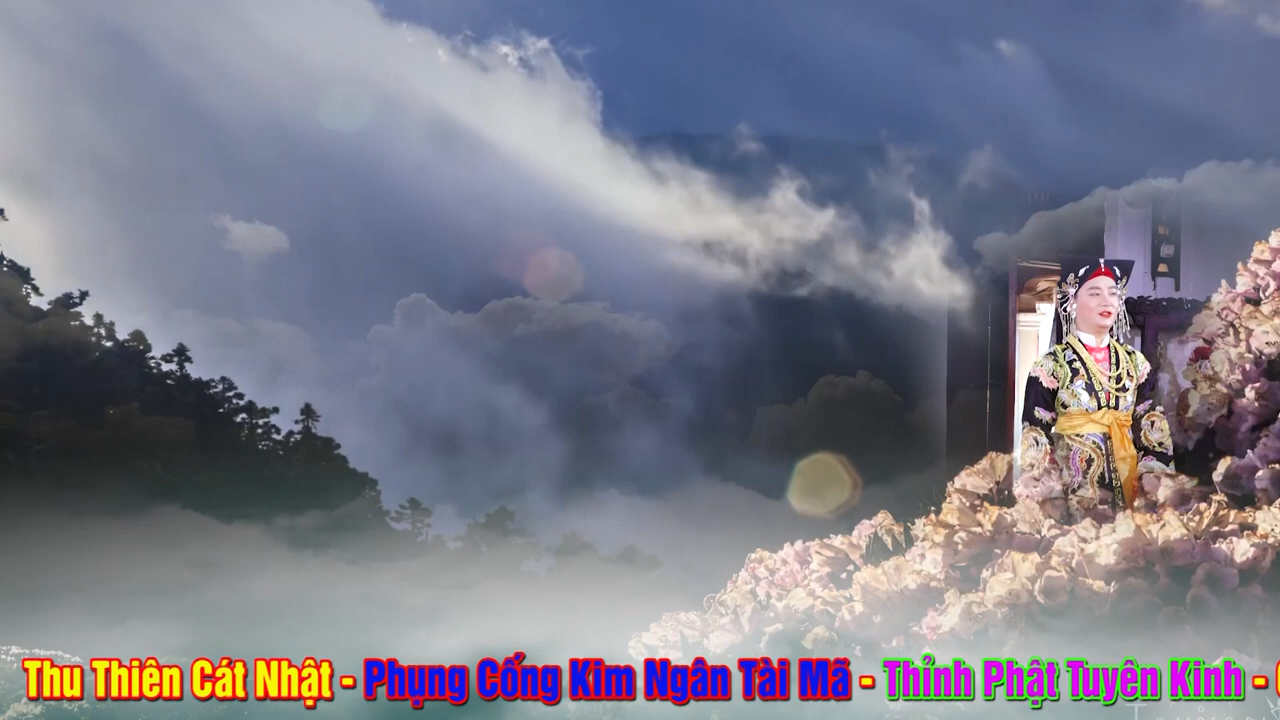 Thu Thiên Cát Nhật - Phụng Cống Kim Ngân Tài Mã - Thỉnh Phật Tuyên Kinh -